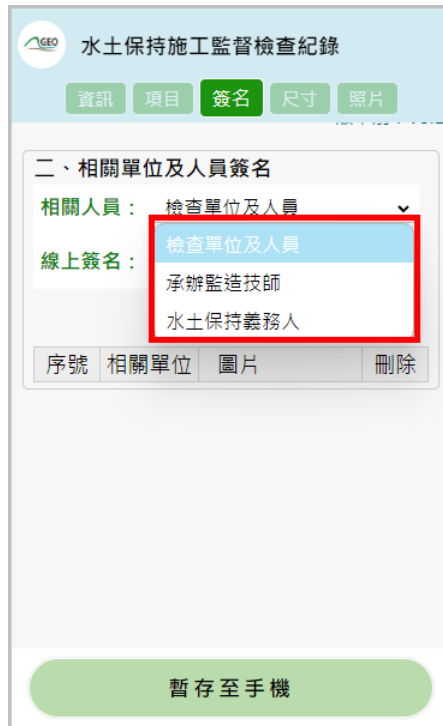 GEO
水土保持施工監督檢查紀錄
資訊 項目 簽名 尺寸 照片
二、相關單位及人員簽名
相關人員： 檢查單位及人員
線上簽名：
檢查單位及人員
承辦監造技師
水土保持義務人
序號 相關單位 圖片 刪除
暫存至手機